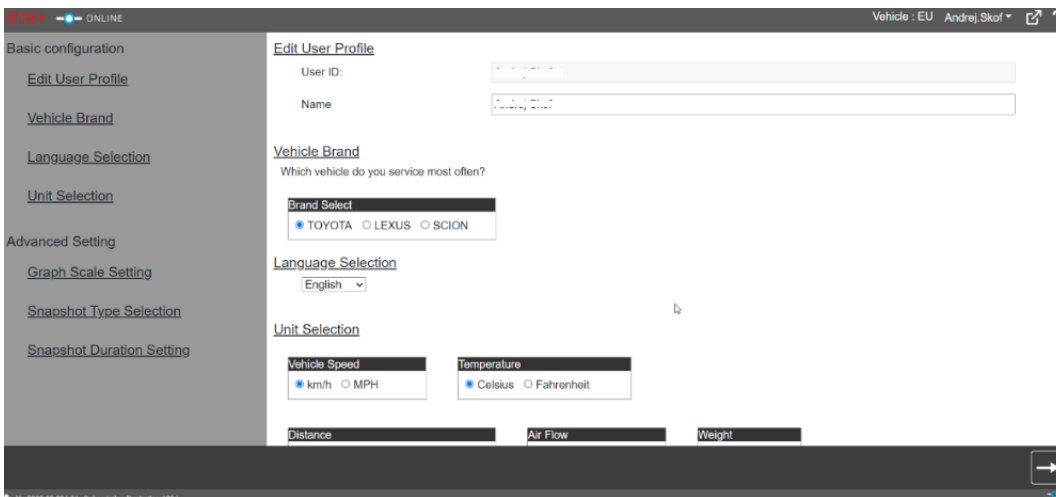 GTS+ ONLINE Vehicle : EU Andrej.Skof
Basic configuration
Edit User Profile
Vehicle Brand
Language Selection
Unit Selection
Advanced Setting
Graph Scale Setting
Snapshot Type Selection
Snapshot Duration Setting
Edit User Profile
User ID:
Name
Vehicle Brand
Which vehicle do you service most often?
Brand Select
TOYOTA LEXUS SCION
Language Selection
English
Unit Selection
Vehicle Speed Temperature
km/h MPH Celsius Fahrenheit
Distance Air Flow Weight